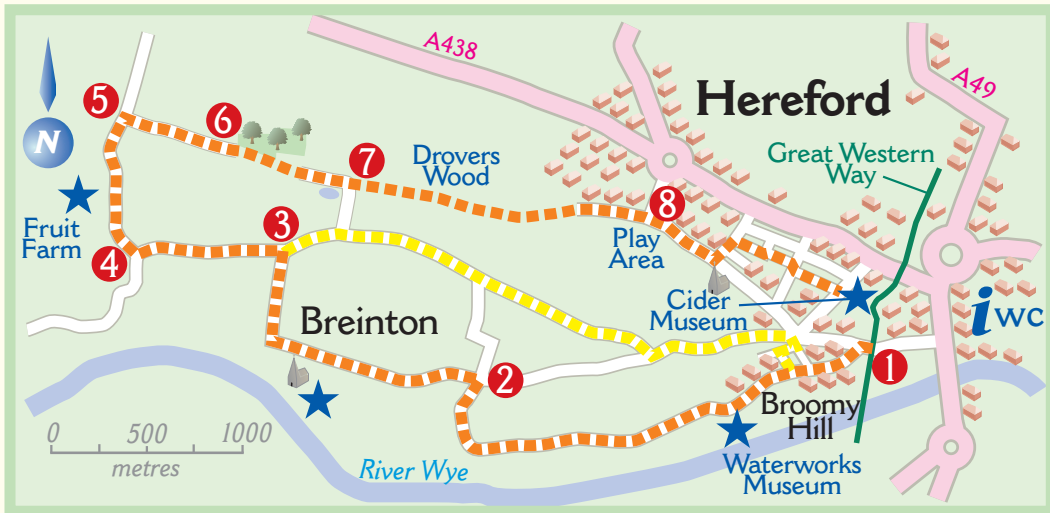 A438
A49
Hereford
Great Western
Way
5
6
N
7
Drovers
Wood
8
Fruit
Farm
3
Play
Area
4
Cider
Museum
i WC
Breinton
2
1
Broomy
Hill
0 500 1000
metres
River Wye
Waterworks
Museum